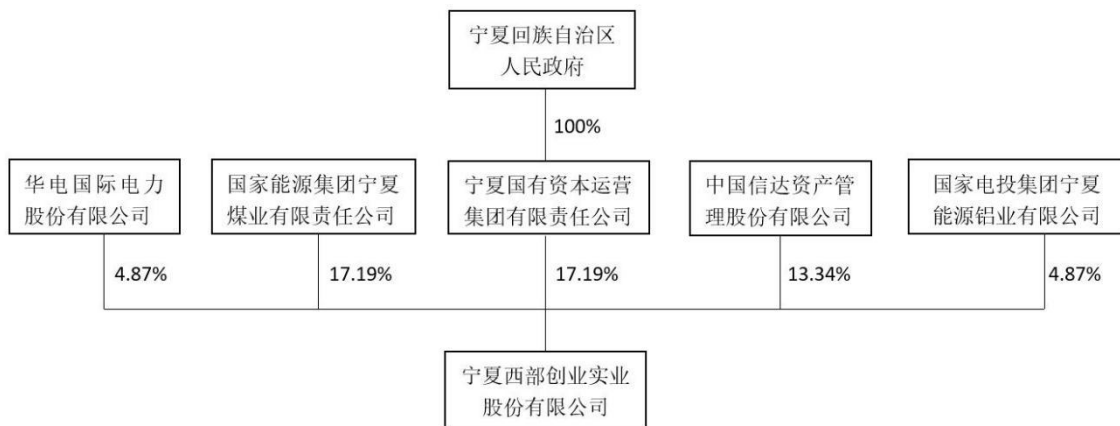 宁夏回族自治区
人民政府
100%
华电国际电力
股份有限公司
国家能源集团宁夏
煤业有限责任公司
宁夏国有资本运营
集团有限责任公司
中国信达资产管
理股份有限公司
国家电投集团宁夏
能源铝业有限公司
4.87%
17.19%
17.19%
13.34%
4.87%
宁夏西部创业实业
股份有限公司